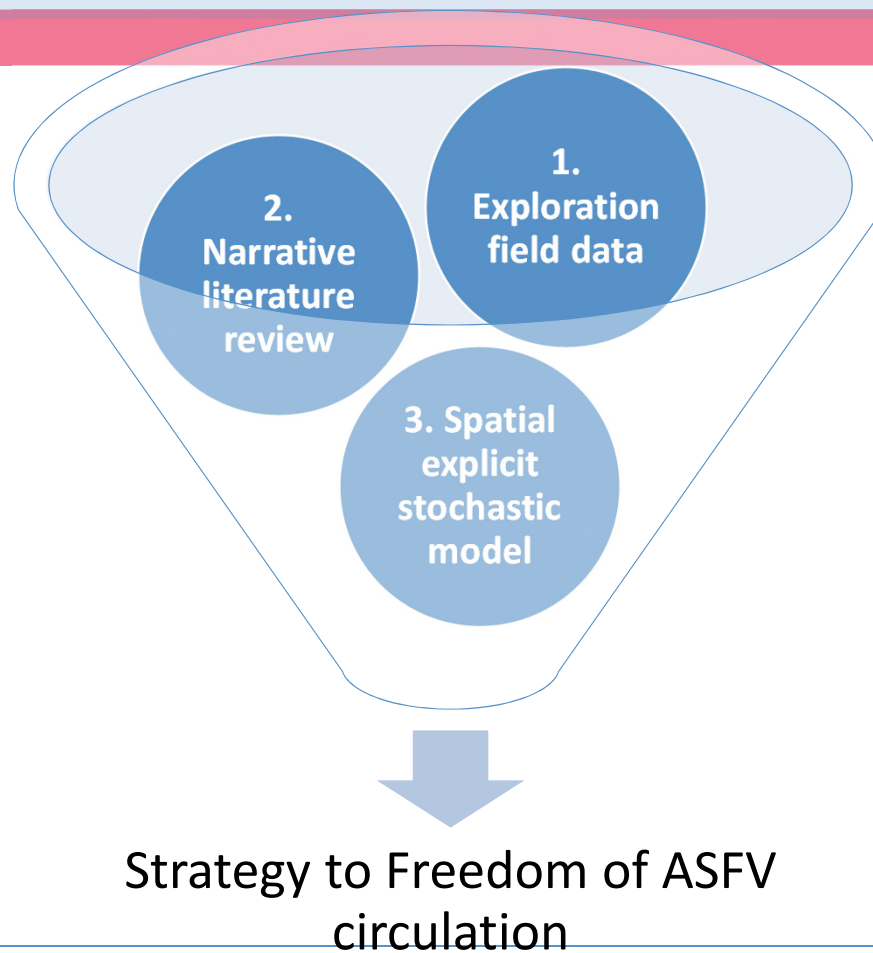 1.
Exploration
field data
2.
Narrative
literature
review
3. Spatial
explicit
stochastic
model
Strategy to Freedom of ASFV
circulation